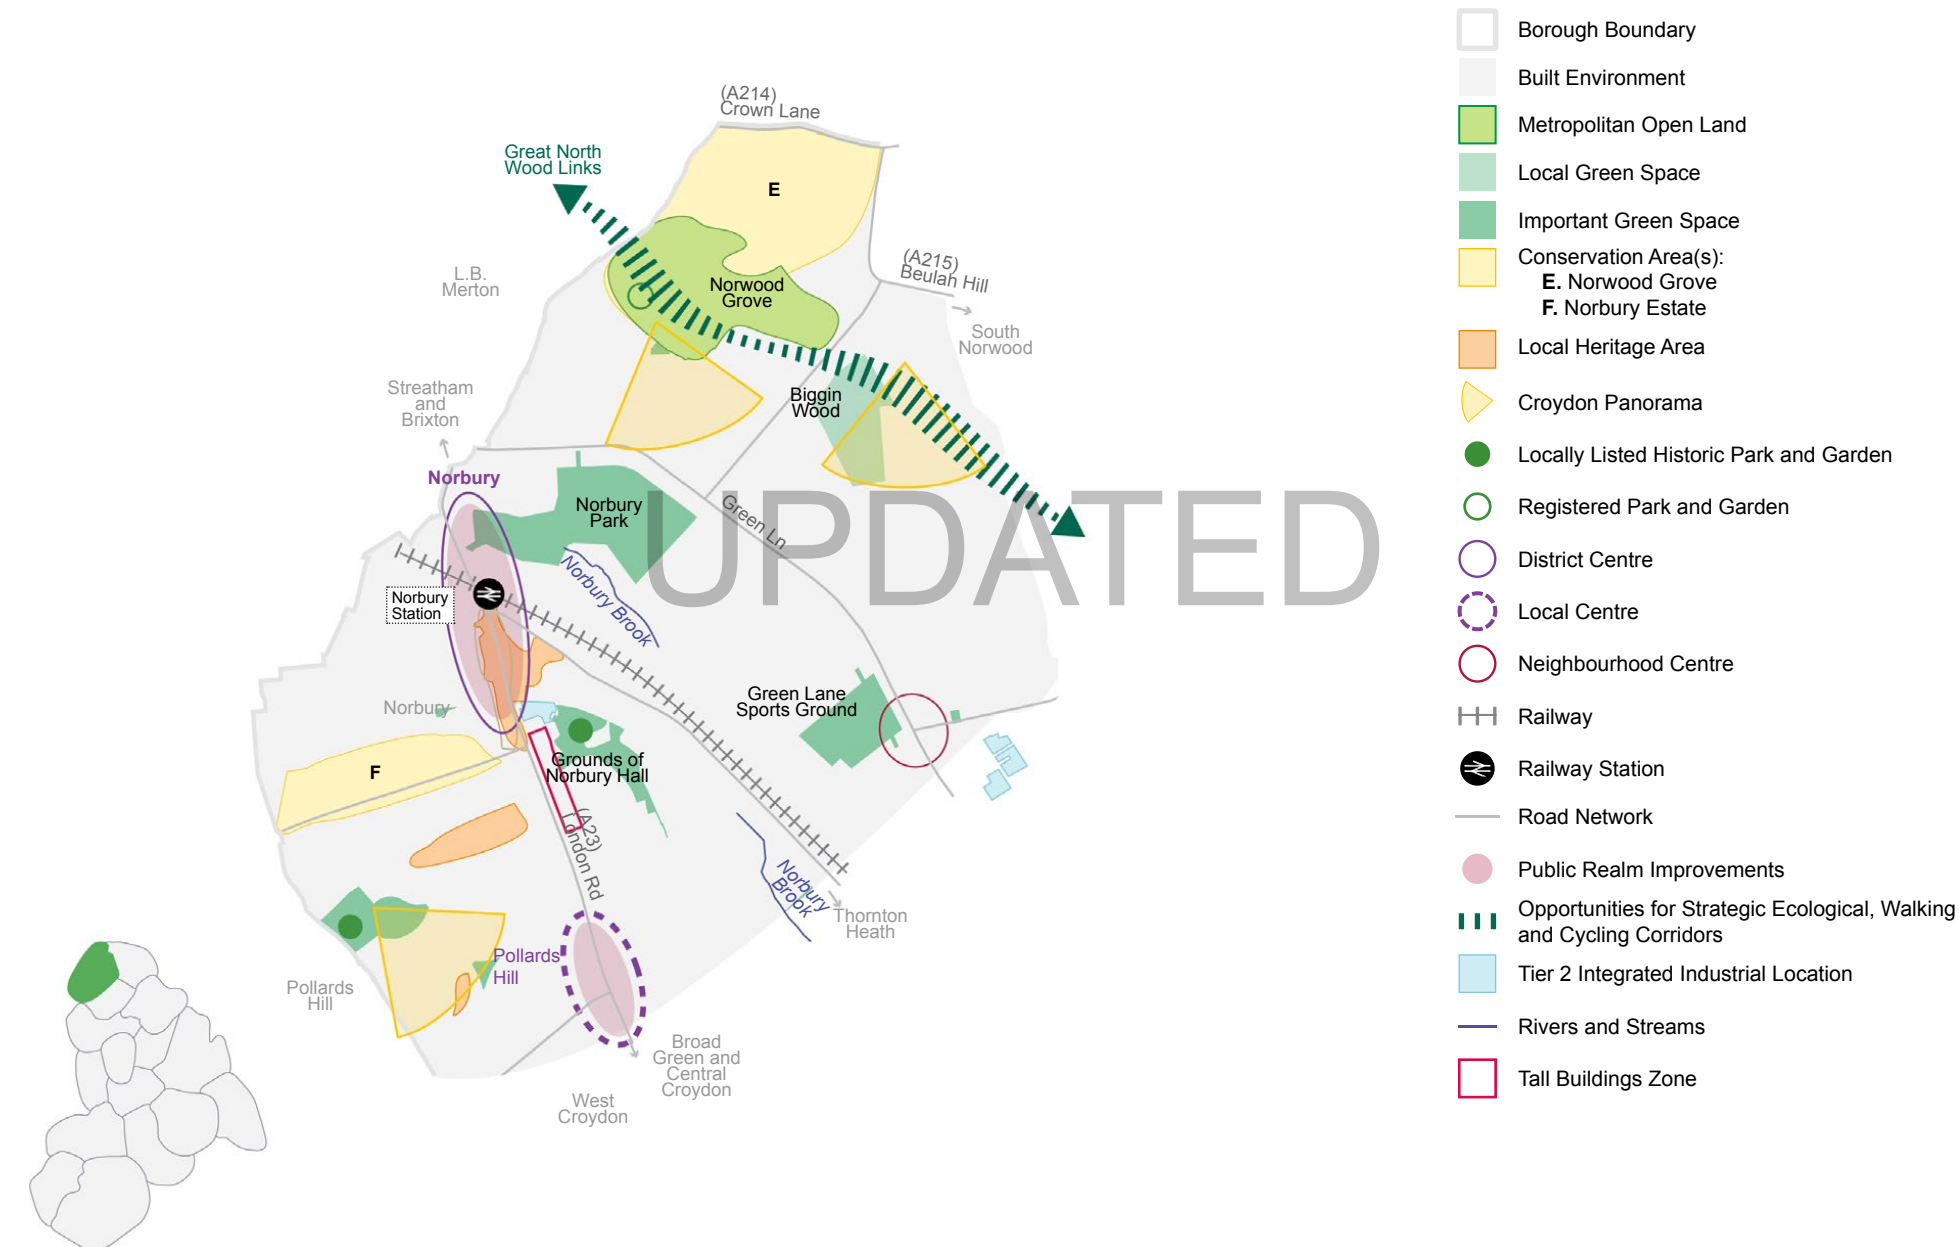 (A214)
Crown Lane
Great North
Wood Links
E
L.B.
Merton
(A215)
Beulah Hill
Norwood
Grove
South
Norwood
Streatham
and
Brixton
Biggin
Wood
Norbury
Norbury
Park
Green Ln
UPDATED
Norbury Brook
Norbury
Station
Green Lane
Sports Ground
Norbury
F
Grounds of
Norbury Hall
(A23)
London Rd
Norbury
Brook
Thornton
Heath
Pollards
Hill
Pollards
Hill
Broad
Green and
Central
Croydon
West
Croydon
Borough Boundary
Built Environment
Metropolitan Open Land
Local Green Space
Important Green Space
Conservation Area(s):
E. Norwood Grove
F. Norbury Estate
Local Heritage Area
Croydon Panorama
Locally Listed Historic Park and Garden
Registered Park and Garden
District Centre
Local Centre
Neighbourhood Centre
Railway
Railway Station
Road Network
Public Realm Improvements
Opportunities for Strategic Ecological, Walking
and Cycling Corridors
Tier 2 Integrated Industrial Location
Rivers and Streams
Tall Buildings Zone